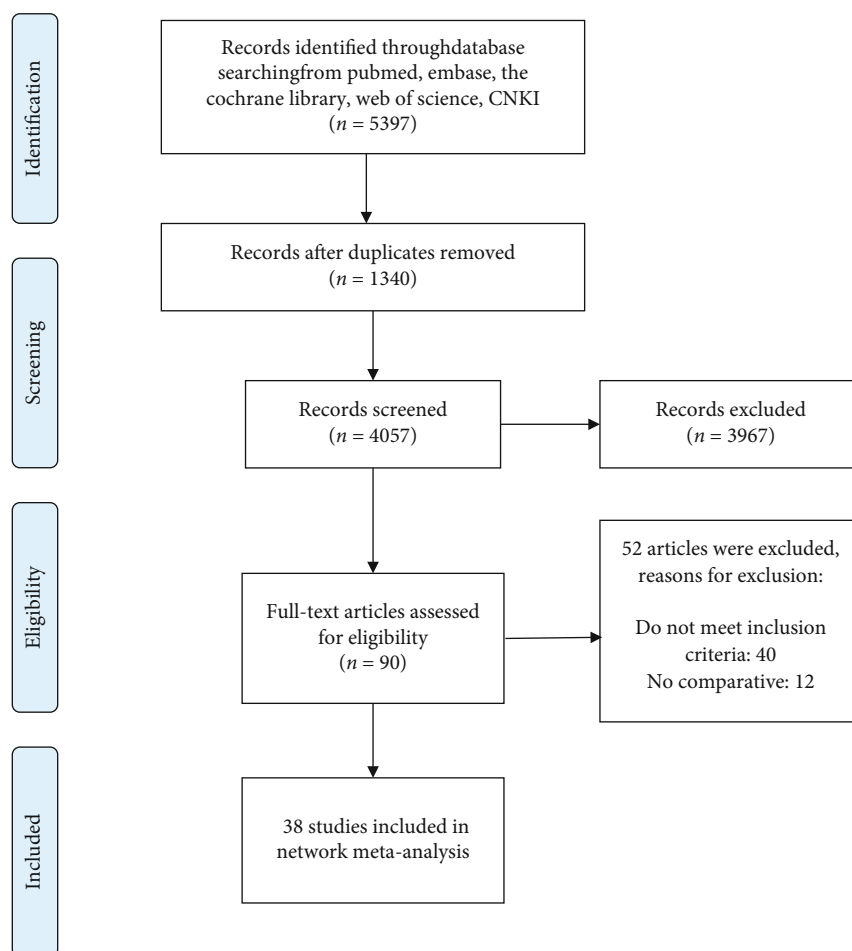 Identification
Records identified throughdatabase
searchingfrom pubmed, embase, the
cochrane library, web of science, CNKI
(n = 5397)
Records after duplicates removed
(n = 1340)
Screening
Records screened
(n = 4057)
Records excluded
(n = 3967)
Eligibility
Full-text articles assessed
for eligibility
(n = 90)
52 articles were excluded,
reasons for exclusion:
Do not meet inclusion
criteria: 40
No comparative: 12
Included
38 studies included in
network meta-analysis